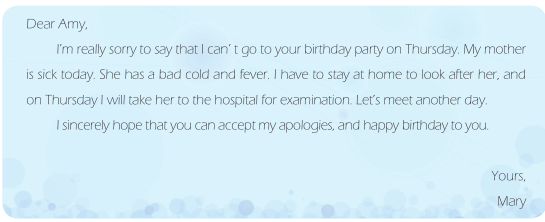 Dear Amy,
I'm really sorry to say that I can' t go to your birthday party on Thursday. My mother
is sick today. She has a bad cold and fever. I have to stay at home to look after her, and
on Thursday I will take her to the hospital for examination. Let's meet another day.
I sincerely hope that you can accept my apologies, and happy birthday to you.
Yours,
Mary